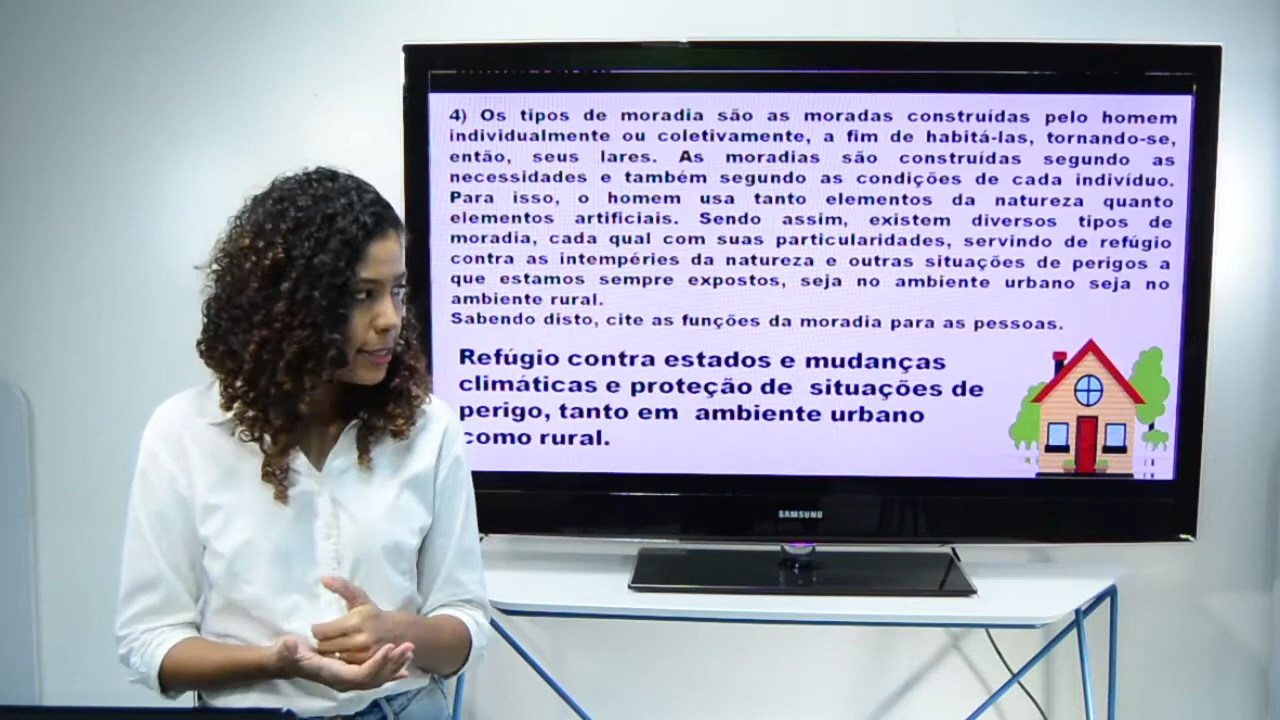 4) Os tipos de moradia são as moradas construídas pelo homem
individualmente ou coletivamente, a fim de habitá-las, tornando-se,
então, seus lares. As moradias são construídas segundo as
necessidades e também segundo as condições de cada indivíduo.
Para isso, o homem usa tanto elementos da natureza quanto
elementos artificiais. Sendo assim, existem diversos tipos de
moradia, cada qual com suas particularidades, servindo de refúgio
contra as intempéries da natureza e outras situações de perigos a
que estamos sempre expostos, seja no ambiente urbano seja no
ambiente rural.
Sabendo disto, cite as funções da moradia para as pessoas.
Refúgio contra estados e mudanças
climáticas e proteção de situações de
perigo, tanto em ambiente urbano
como rural.
SAMSUNG